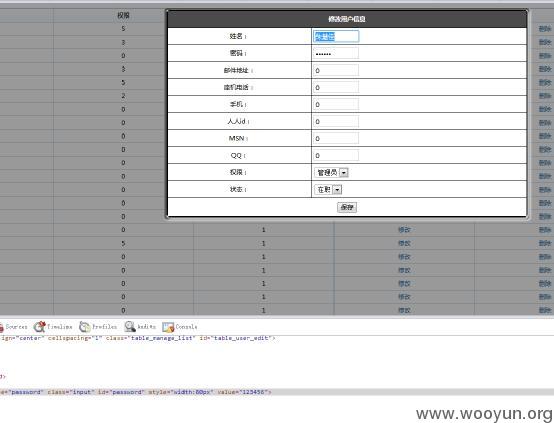 权限
修改用户信息
5 删除
3 姓名： 删除
0 密码： •••••• 删除
3 邮件地址： 0 删除
5 座机电话： 0 删除
2 删除
0 手机： 0 删除
0 人人id： 0 删除
0 MSN： 0 删除
0 QQ： 0 删除
0 权限： 管理员 删除
0 状态： 在职 删除
0 删除
0 保存 删除
0 1 修改 删除
5 1 修改 删除
0 1 修改 删除
0 1 修改 删除
0 1 修改 删除
0 1 修改 删除
0 1 修改 删除
Sources Timeline Profiles Audits Console
ign="center" cellspacing="1" class="table_manage_list" id="table_user_edit">
>
e="password" class="input" id="password" style="width:80px" value="123456">
www.wooyun.org